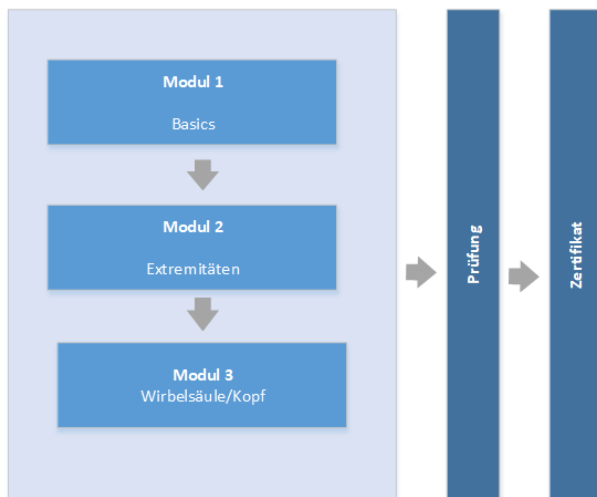 Modul 1
Basics
Modul 2
Extremitäten
Modul 3
Wirbelsäule/Kopf
Prüfung
Zertifikat